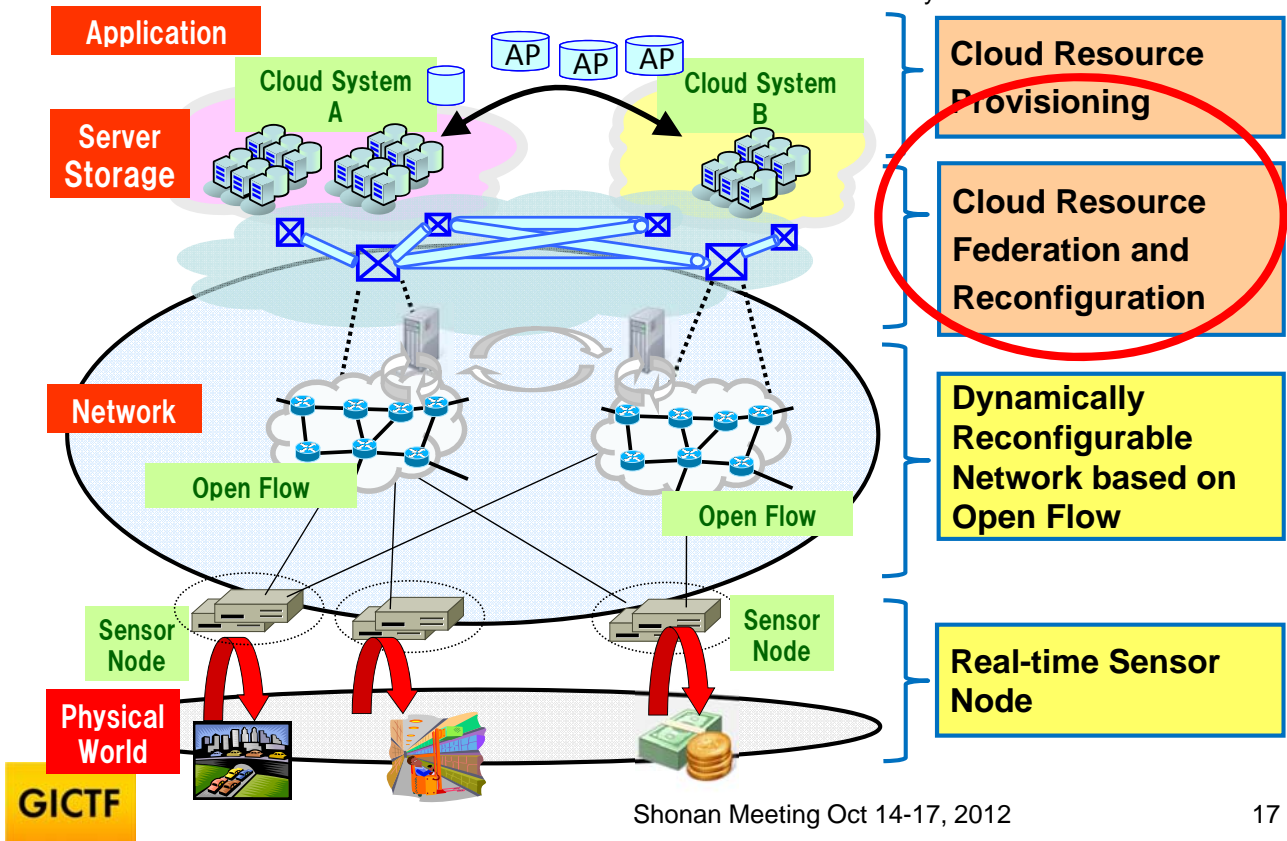 Application
AP
AP
AP
Cloud System
A
Cloud System
B
Cloud Resource
Provisioning
Server
Storage
Cloud Resource
Federation and
Reconfiguration
Network
Open Flow
Open Flow
Dynamically
Reconfigurable
Network based on
Open Flow
Sensor
Node
Sensor
Node
Real-time Sensor
Node
Physical
World
GICTF
Shonan Meeting Oct 14-17, 2012
17